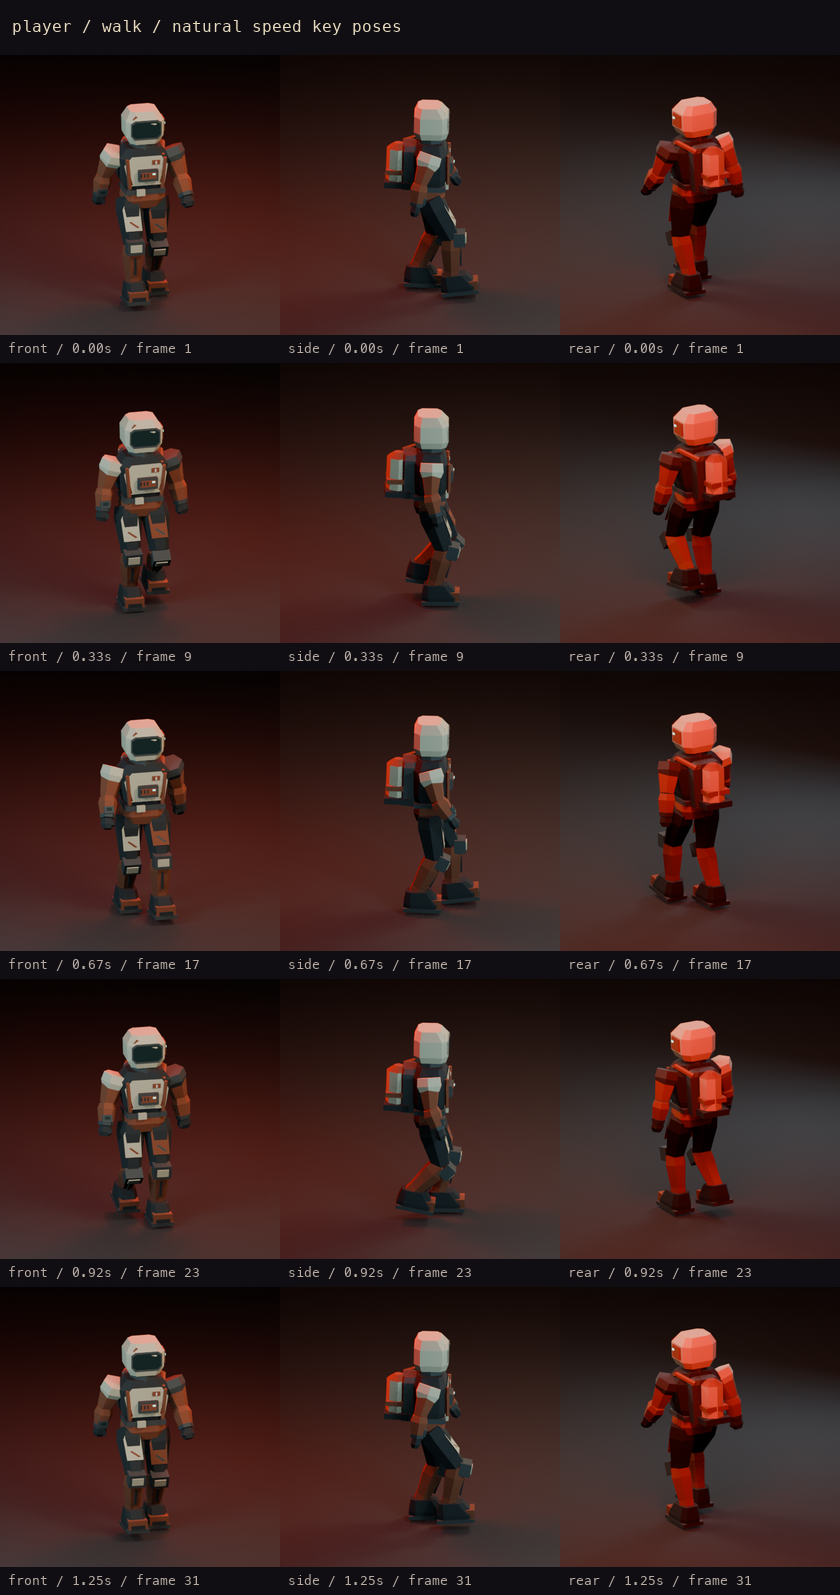 player / walk / natural speed key poses
front / 0.00s / frame 1
side / 0.00s / frame 1
rear / 0.00s / frame 1
front / 0.33s / frame 9
side / 0.33s / frame 9
rear / 0.33s / frame 9
front / 0.67s / frame 17
side / 0.67s / frame 17
rear / 0.67s / frame 17
front / 0.92s / frame 23
side / 0.92s / frame 23
rear / 0.92s / frame 23
front / 1.25s / frame 31
side / 1.25s / frame 31
rear / 1.25s / frame 31